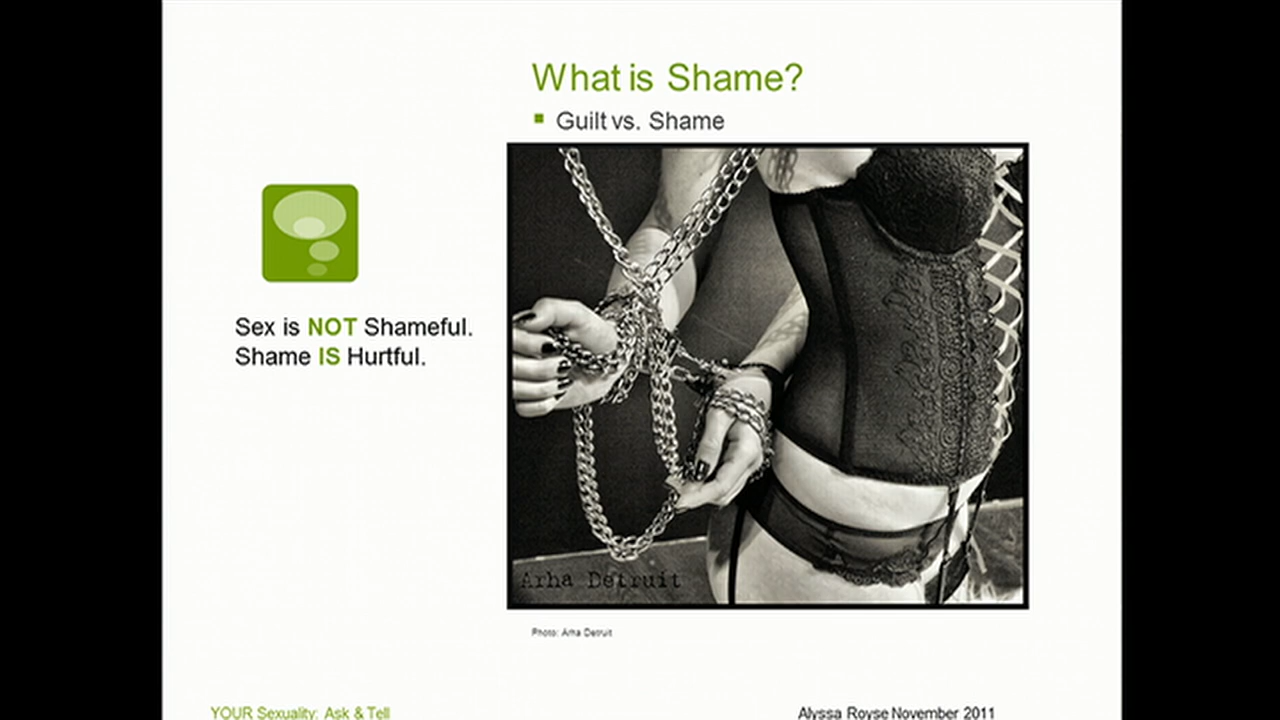 What is Shame?
Guilt vs. Shame
Sex is NOT Shameful.
Shame IS Hurtful.
Arha Detruit
Photo: Arha Detruit
YOUR Sexuality: Ask & Tell
Alyssa Royse November 2011